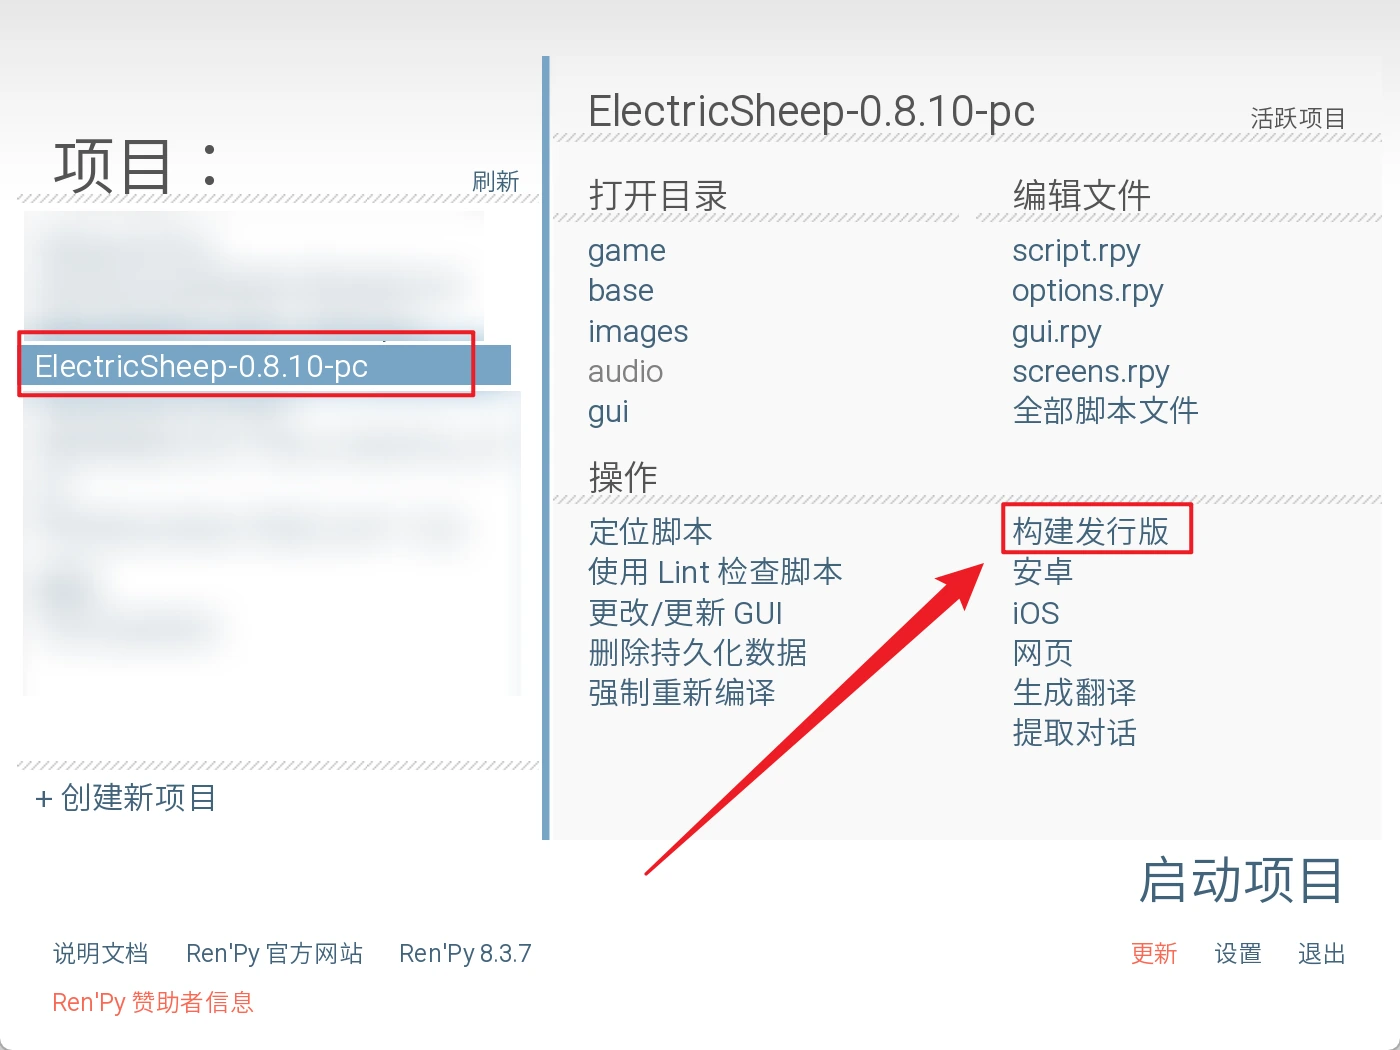 项目：
刷新
ElectricSheep-0.8.10-pc
+ 创建新项目
ElectricSheep-0.8.10-pc
活跃项目
打开目录
game
base
images
audio
gui
编辑文件
script.rpy
options.rpy
gui.rpy
screens.rpy
全部脚本文件
操作
定位脚本
使用 Lint 检查脚本
更改/更新 GUI
删除持久化数据
强制重新编译
构建发行版
安卓
iOS
网页
生成翻译
提取对话
启动项目
说明文档 Ren'Py 官方网站 Ren'Py 8.3.7
更新 设置 退出
Ren'Py 赞助者信息